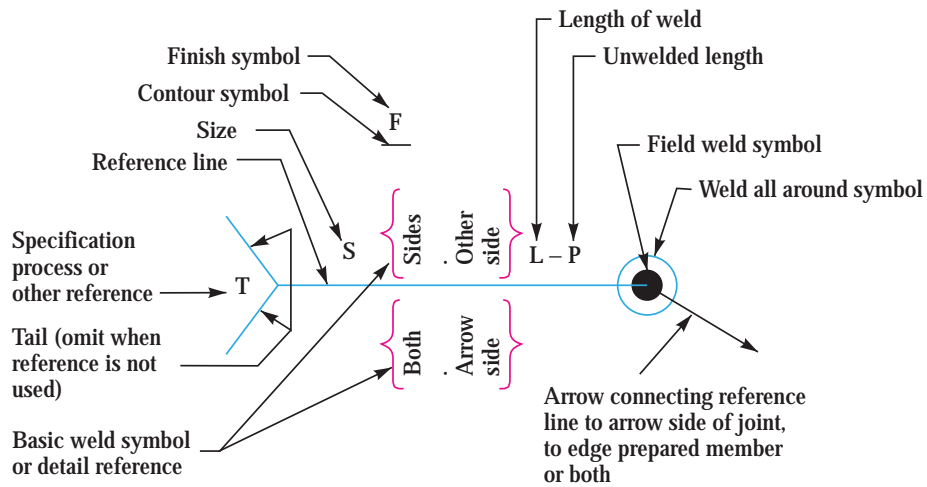 Length of weld
Finish symbol
Unwelded length
Contour symbol
F
Size
Field weld symbol
Reference line
Weld all around symbol
Sides
Other
side
S
L – P
Specification
process or
other reference
T
Both
Arrow
side
Tail (omit when
reference is not
used)
Arrow connecting reference
line to arrow side of joint,
to edge prepared member
or both
Basic weld symbol
or detail reference